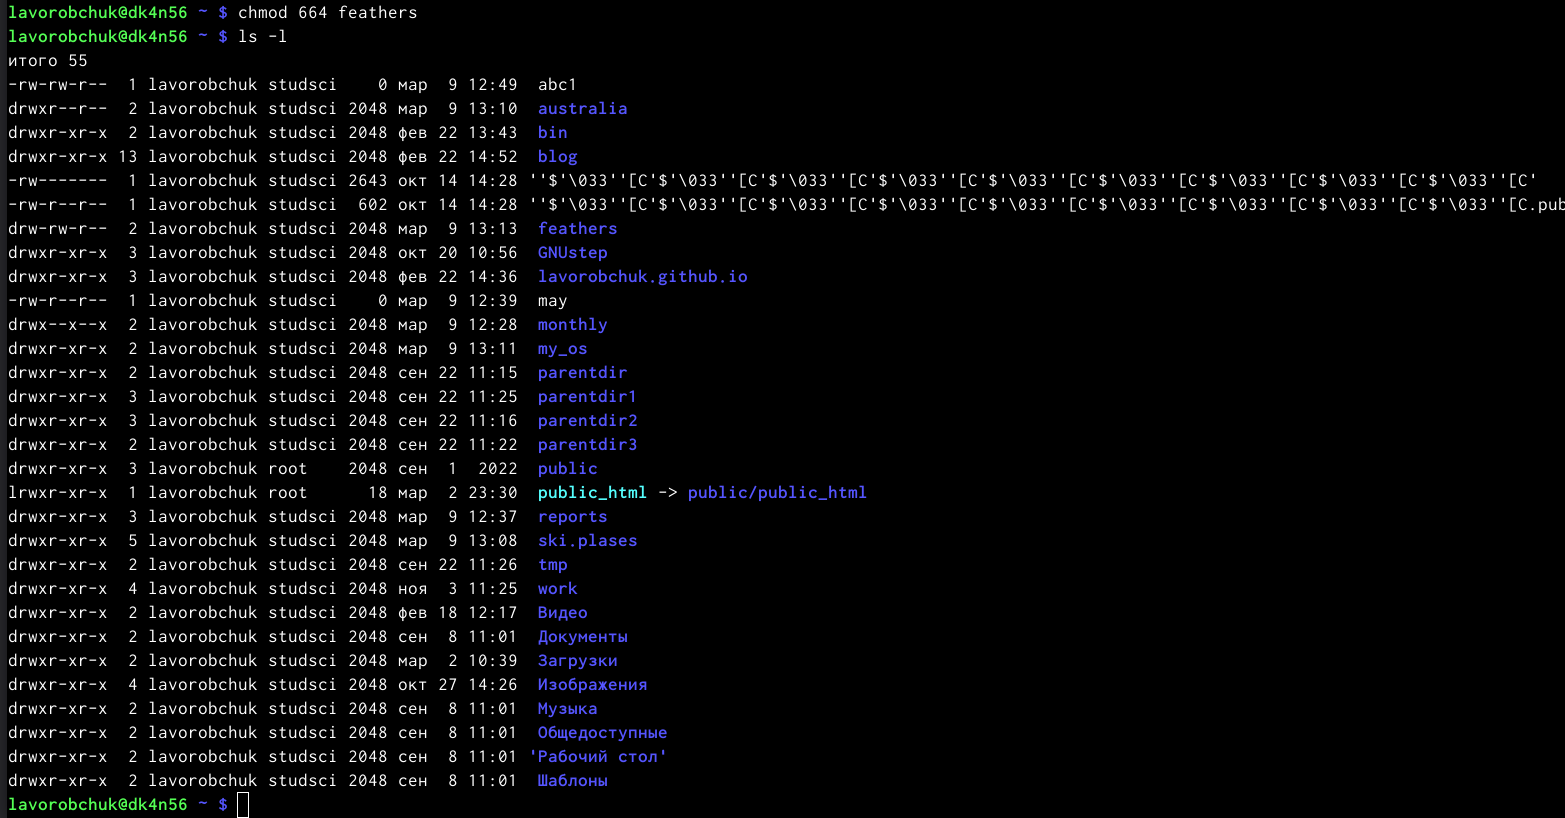 lavorobchuk@dk4n56 ~ $ chmod 664 feathers
lavorobchuk@dk4n56 ~ $ ls -l
итого 55
-rw-rw-r--  1 lavorobchuk studsci    0 мар  9 12:49  abc1
drwxr--r--  2 lavorobchuk studsci 2048 мар  9 13:10  australia
drwxr-xr-x  2 lavorobchuk studsci 2048 фев 22 13:43  bin
drwxr-xr-x 13 lavorobchuk studsci 2048 фев 22 14:52  blog
-rw-------  1 lavorobchuk studsci 2643 окт 14 14:28 ''$'\033''[C'$'\033''[C'$'\033''[C'$'\033''[C'$'\033''[C'$'\033''[C'$'\033''[C'$'\033''[C'$'\033''[C'
-rw-r--r--  1 lavorobchuk studsci  602 окт 14 14:28 ''$'\033''[C'$'\033''[C'$'\033''[C'$'\033''[C'$'\033''[C'$'\033''[C'$'\033''[C'$'\033''[C'$'\033''[C.pub
drw-rw-r--  2 lavorobchuk studsci 2048 мар  9 13:13  feathers
drwxr-xr-x  3 lavorobchuk studsci 2048 окт 20 10:56  GNUstep
drwxr-xr-x  3 lavorobchuk studsci 2048 фев 22 14:36  lavorobchuk.github.io
-rw-r--r--  1 lavorobchuk studsci    0 мар  9 12:39  may
drwx--x--x  2 lavorobchuk studsci 2048 мар  9 12:28  monthly
drwxr-xr-x  2 lavorobchuk studsci 2048 мар  9 13:11  my_os
drwxr-xr-x  2 lavorobchuk studsci 2048 сен 22 11:15  parentdir
drwxr-xr-x  3 lavorobchuk studsci 2048 сен 22 11:25  parentdir1
drwxr-xr-x  3 lavorobchuk studsci 2048 сен 22 11:16  parentdir2
drwxr-xr-x  2 lavorobchuk studsci 2048 сен 22 11:22  parentdir3
drwxr-xr-x  3 lavorobchuk root    2048 сен  1  2022  public
lrwxr-xr-x  1 lavorobchuk root      18 мар  2 23:30  public_html -> public/public_html
drwxr-xr-x  3 lavorobchuk studsci 2048 мар  9 12:37  reports
drwxr-xr-x  5 lavorobchuk studsci 2048 мар  9 13:08  ski.plases
drwxr-xr-x  2 lavorobchuk studsci 2048 сен 22 11:26  tmp
drwxr-xr-x  4 lavorobchuk studsci 2048 ноя  3 11:25  work
drwxr-xr-x  2 lavorobchuk studsci 2048 фев 18 12:17  Видео
drwxr-xr-x  2 lavorobchuk studsci 2048 сен  8 11:01  Документы
drwxr-xr-x  2 lavorobchuk studsci 2048 мар  2 10:39  Загрузки
drwxr-xr-x  4 lavorobchuk studsci 2048 окт 27 14:26  Изображения
drwxr-xr-x  2 lavorobchuk studsci 2048 сен  8 11:01  Музыка
drwxr-xr-x  2 lavorobchuk studsci 2048 сен  8 11:01  Общедоступные
drwxr-xr-x  2 lavorobchuk studsci 2048 сен  8 11:01 'Рабочий стол'
drwxr-xr-x  2 lavorobchuk studsci 2048 сен  8 11:01  Шаблоны
lavorobchuk@dk4n56 ~ $